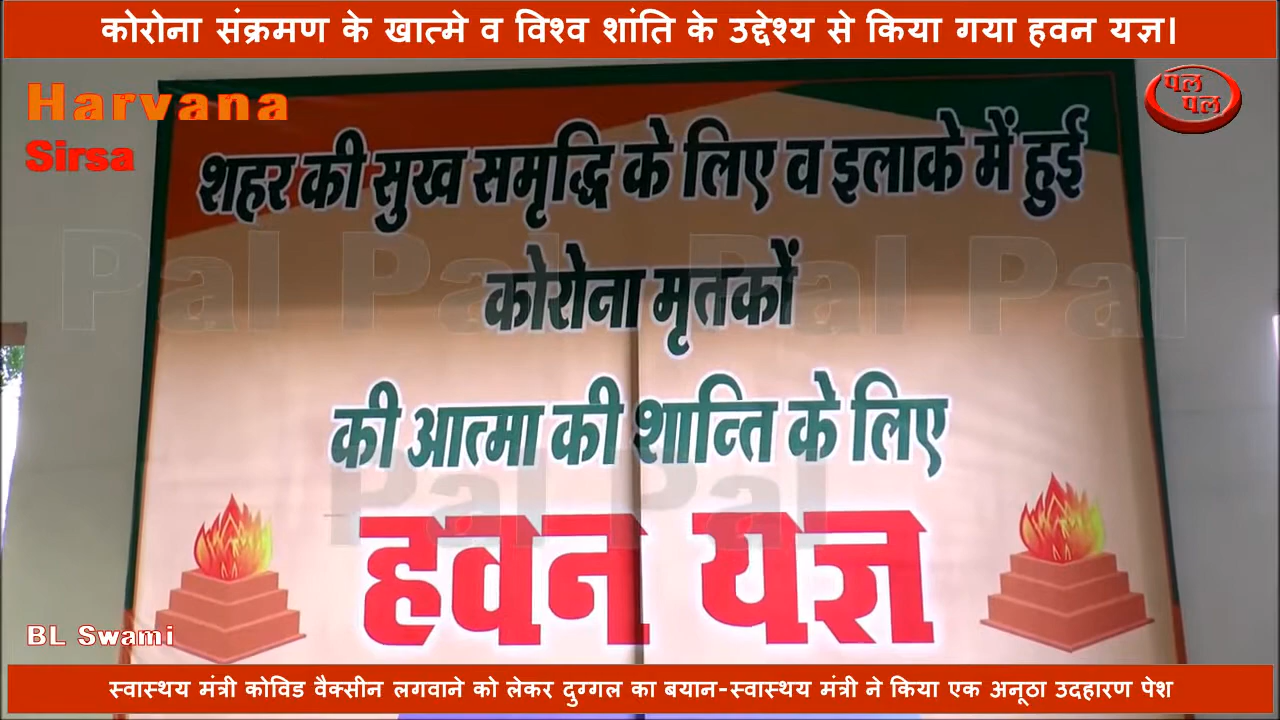 कोरोना संक्रमण के खात्मे व विश्व शांति के उद्देश्य से किया गया हवन यज्ञ।
Harvana
Sirsa
पल
पल
शहर की सुख समृद्धि के लिए व इलाके में हुई
Pal Pal Pal Pal
कोरोना मृतकों
की आत्मा की शान्ति के लिए
Pal Pal
हवन यज्ञ
BL Swami
स्वास्थय मंत्री कोविड वैक्सीन लगवाने को लेकर दुग्गल का बयान-स्वास्थय मंत्री ने किया एक अनूठा उदहारण पेश